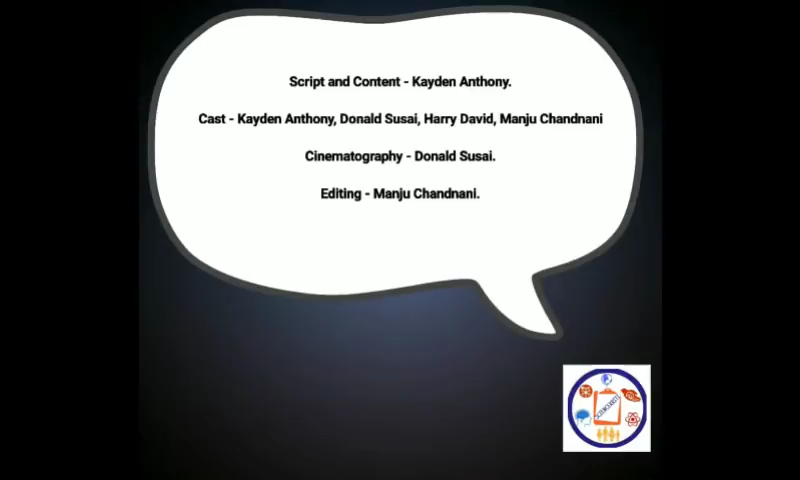 Script and Content - Kayden Anthony.
Cast - Kayden Anthony, Donald Susai, Harry David, Manju Chandnani
Cinematography - Donald Susai.
Editing - Manju Chandnani.